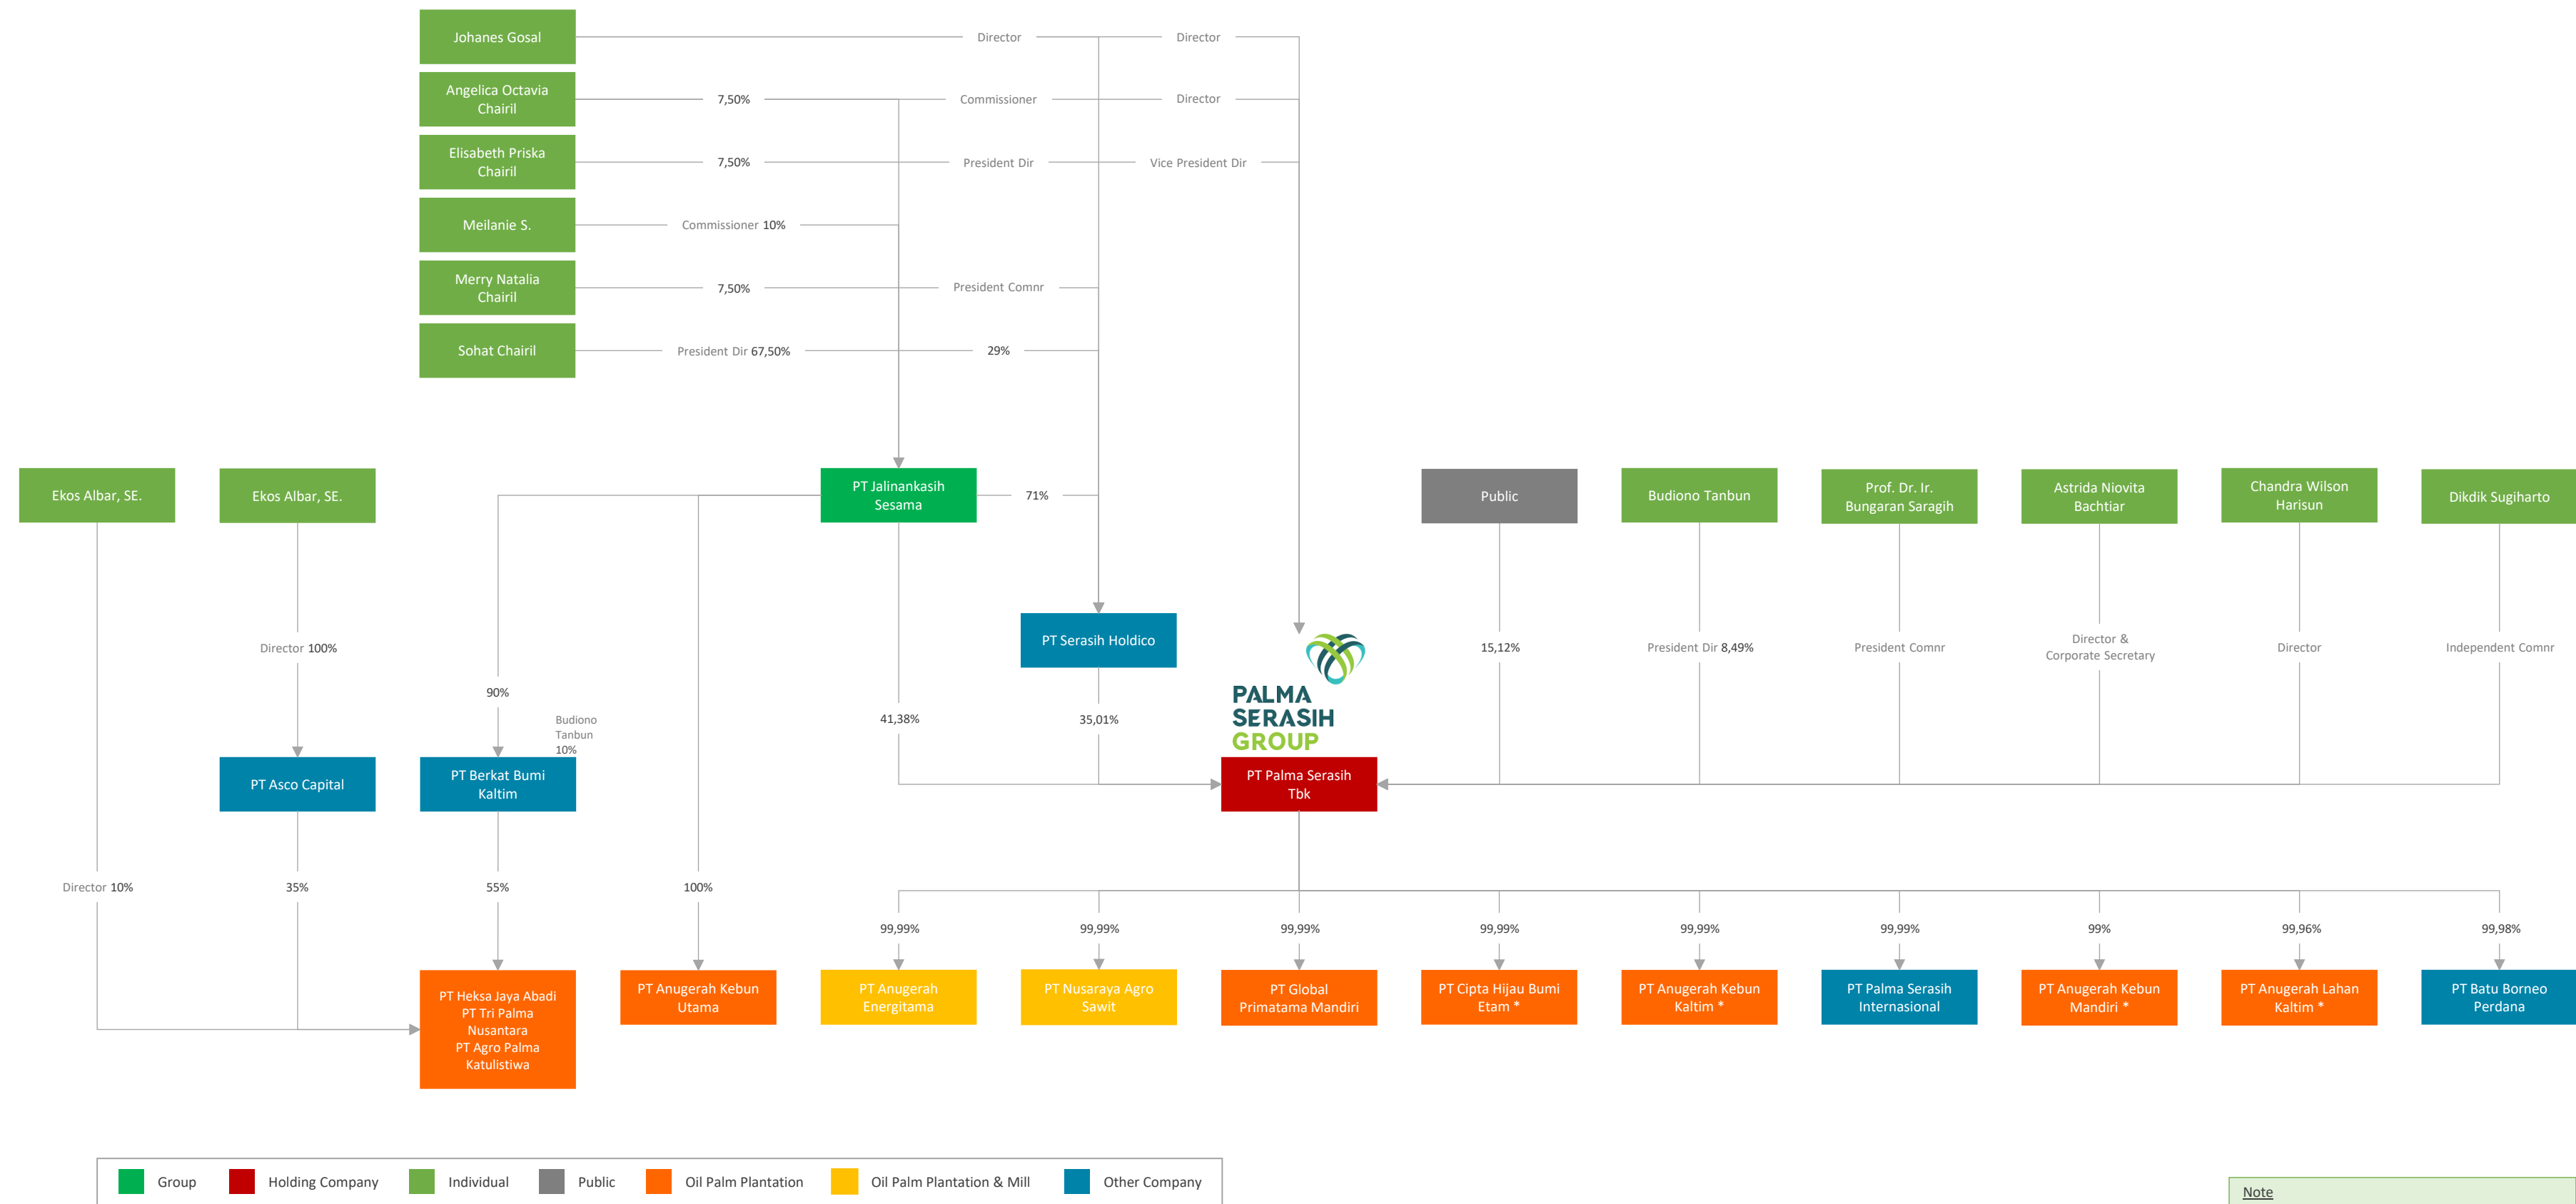 Johanes Gosal
Director
Director
Angelica Octavia
Chairil
7,50%
Commissioner
Director
Elisabeth Priska
Chairil
7,50%
President Dir
Vice President Dir
Meilanie S.
Commissioner 10%
Merry Natalia
Chairil
7,50%
President Comnr
Sohat Chairil
President Dir 67,50%
29%
Ekos Albar, SE.
Ekos Albar, SE.
PT Jalinankasih
Sesama
71%
Public
Budiono Tanbun
Prof. Dr. Ir.
Bungaran Saragih
Astrida Niovita
Bachtiar
Chandra Wilson
Harisun
Dikdik Sugiharto
Director 100%
PT Serasih Holdico
15,12%
President Dir 8,49%
President Comnr
Director &
Corporate Secretary
Director
Independent Comnr
90%
Budiono
Tanbun
10%
41,38%
35,01%
PALMA
SERASIH
GROUP
PT Asco Capital
PT Berkat Bumi
Kaltim
PT Palma Serasih
Tbk
Director 10%
35%
55%
100%
99,99%
99,99%
99,99%
99,99%
99,99%
99,99%
99%
99,96%
99,98%
PT Heksa Jaya Abadi
PT Tri Palma
Nusantara
PT Agro Palma
Katulistiwa
PT Anugerah Kebun
Utama
PT Anugerah
Energitama
PT Nusaraya Agro
Sawit
PT Global
Primatama Mandiri
PT Cipta Hijau Bumi
Etam *
PT Anugerah Kebun
Kaltim *
PT Palma Serasih
Internasional
PT Anugerah Kebun
Mandiri *
PT Anugerah Lahan
Kaltim *
PT Batu Borneo
Perdana
Group
Holding Company
Individual
Public
Oil Palm Plantation
Oil Palm Plantation & Mill
Other Company
Note